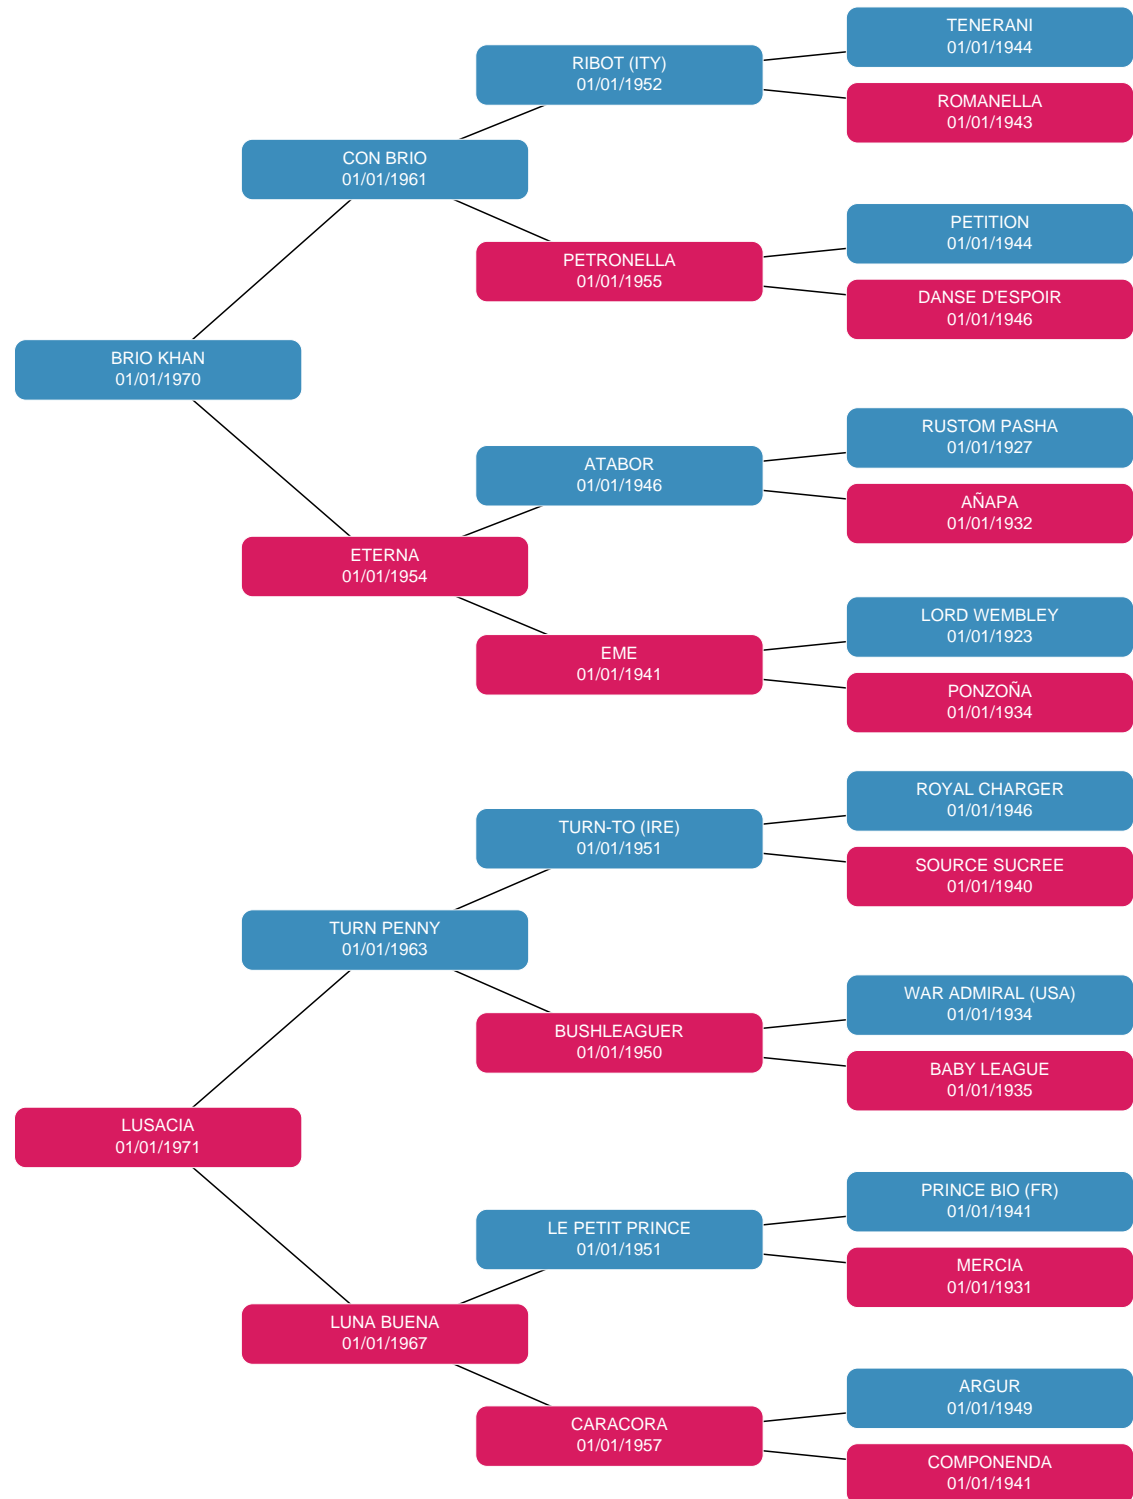 TENERANI
01/01/1944
RIBOT (ITY)
01/01/1952
ROMANELLA
01/01/1943
CON BRIO
01/01/1961
PETITION
01/01/1944
PETRONELLA
01/01/1955
DANSE D'ESPOIR
01/01/1946
BRIO KHAN
01/01/1970
RUSTOM PASHA
01/01/1927
ATABOR
01/01/1946
AÑAPA
01/01/1932
ETERNA
01/01/1954
LORD WEMBLEY
01/01/1923
EME
01/01/1941
PONZOÑA
01/01/1934
ROYAL CHARGER
01/01/1946
TURN-TO (IRE)
01/01/1951
SOURCE SUCREE
01/01/1940
TURN PENNY
01/01/1963
WAR ADMIRAL (USA)
01/01/1934
BUSHLEAGUER
01/01/1950
BABY LEAGUE
01/01/1935
LUSACIA
01/01/1971
PRINCE BIO (FR)
01/01/1941
LE PETIT PRINCE
01/01/1951
MERCIA
01/01/1931
LUNA BUENA
01/01/1967
ARGUR
01/01/1949
CARACORA
01/01/1957
COMPONENDA
01/01/1941